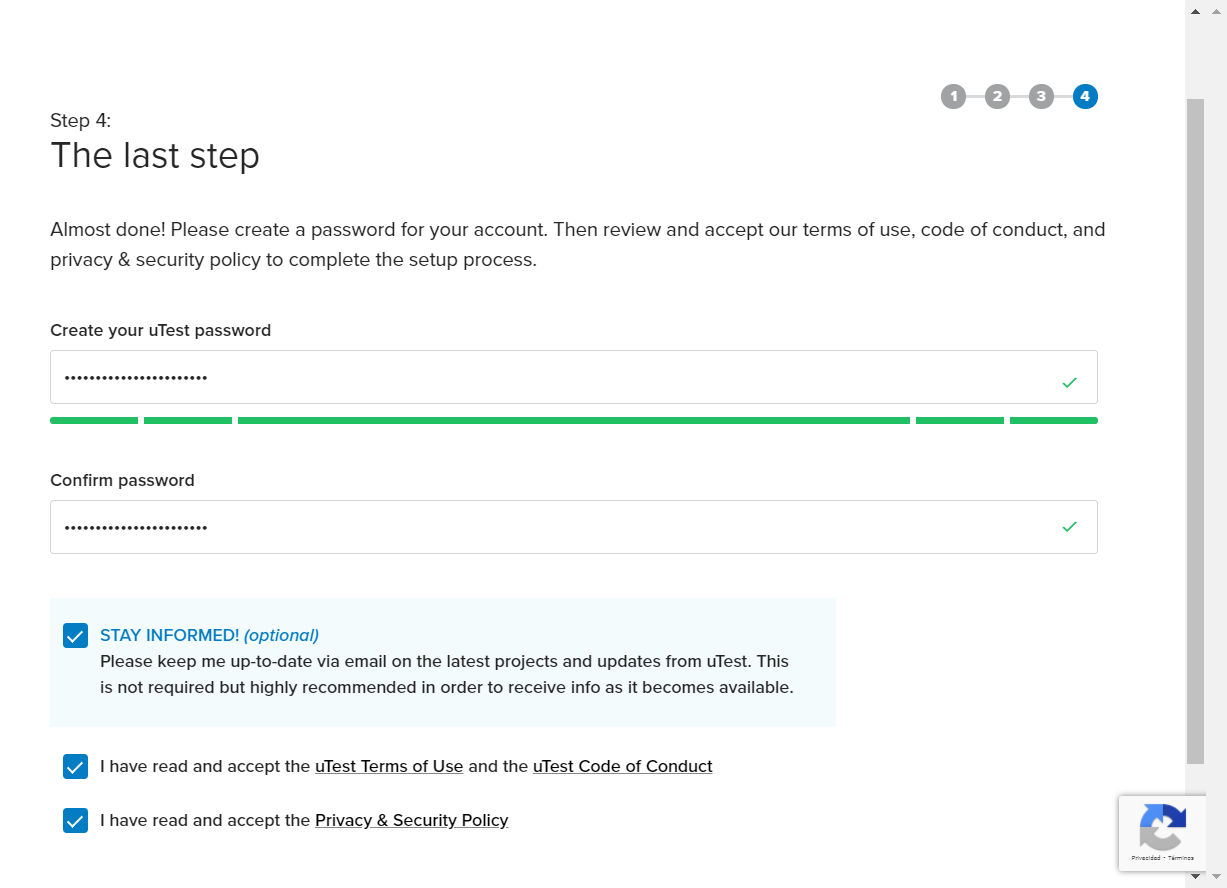 1 2 3 4
Step 4:
The last step
Almost done! Please create a password for your account. Then review and accept our terms of use, code of conduct, and
privacy & security policy to complete the setup process.
Create your uTest password
•••••••••••••••••••••••
Confirm password
•••••••••••••••••••••••
STAY INFORMED! (optional)
Please keep me up-to-date via email on the latest projects and updates from uTest. This
is not required but highly recommended in order to receive info as it becomes available.
I have read and accept the uTest Terms of Use and the uTest Code of Conduct
I have read and accept the Privacy & Security Policy
Privacidad - Términos